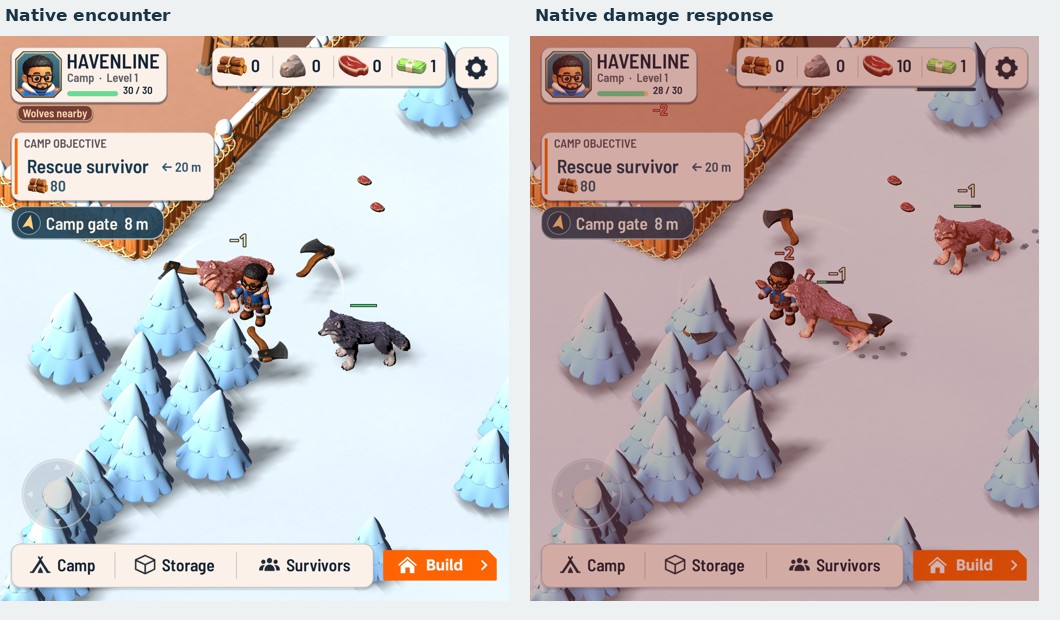 Native encounter
HAVENLINE
Camp · Level 1
30 / 30
0
0
0
1
Wolves nearby
CAMP OBJECTIVE
Rescue survivor ← 20 m
80
Camp gate 8 m
−1
Camp
Storage
Survivors
Build
Native damage response
HAVENLINE
Camp · Level 1
28 / 30
−2
0
0
10
1
CAMP OBJECTIVE
Rescue survivor ← 20 m
80
Camp gate 8 m
−1
−2
−1
Camp
Storage
Survivors
Build